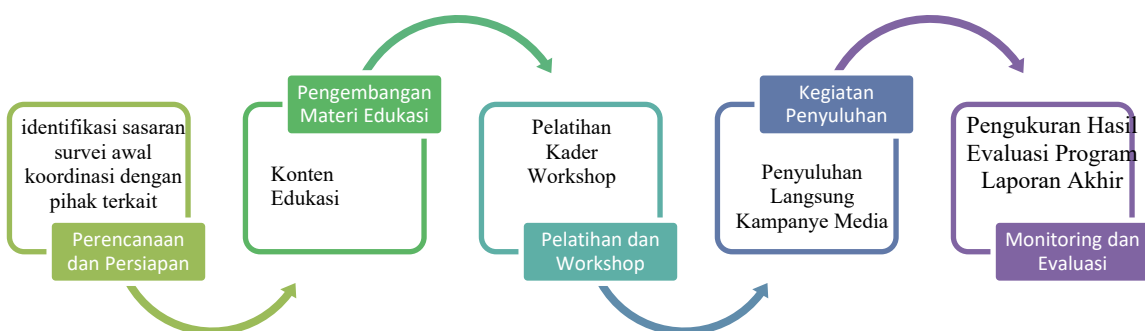 identifikasi sasaran
survei awal
koordinasi dengan
pihak terkait
Perencanaan
dan Persiapan
Pengembangan
Materi Edukasi
Konten
Edukasi
Pelatihan
Kader
Workshop
Pelatihan dan
Workshop
Kegiatan
Penyuluhan
Penyuluhan
Langsung
Kampanye Media
Pengukuran Hasil
Evaluasi Program
Laporan Akhir
Monitoring dan
Evaluasi